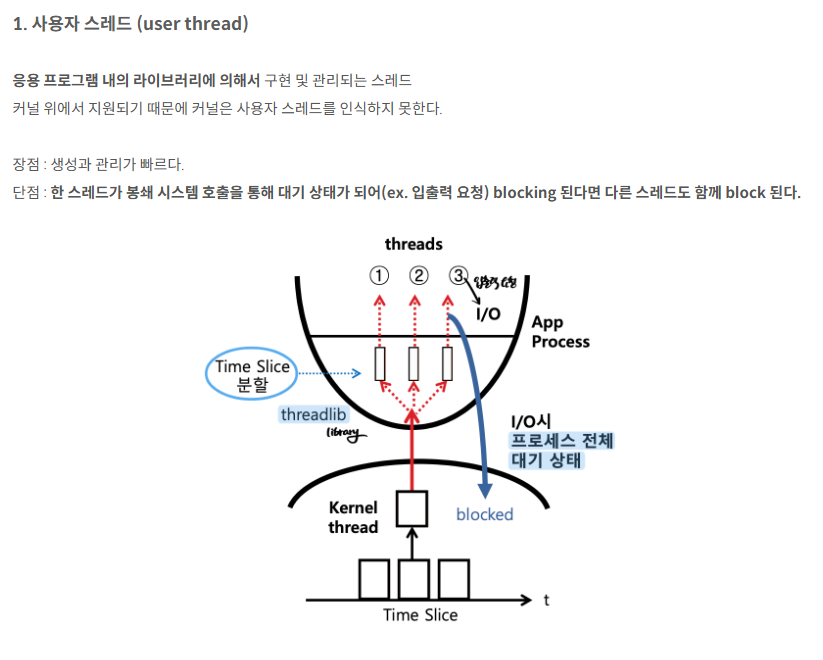 1. 사용자 스레드 (user thread)
응용 프로그램 내의 라이브러리에 의해서 구현 및 관리되는 스레드
커널 위에서 지원되기 때문에 커널은 사용자 스레드를 인식하지 못한다.
장점 : 생성과 관리가 빠르다.
단점 : 한 스레드가 봉쇄 시스템 호출을 통해 대기 상태가 되어(ex. 입출력 요청) blocking 된다면 다른 스레드도 함께 block 된다.
threads
① ② ③ 입출력 요청
I/O
App
Process
Time Slice
분할
threadlib
library
I/O시
프로세스 전체
대기 상태
Kernel
thread
blocked
t
Time Slice